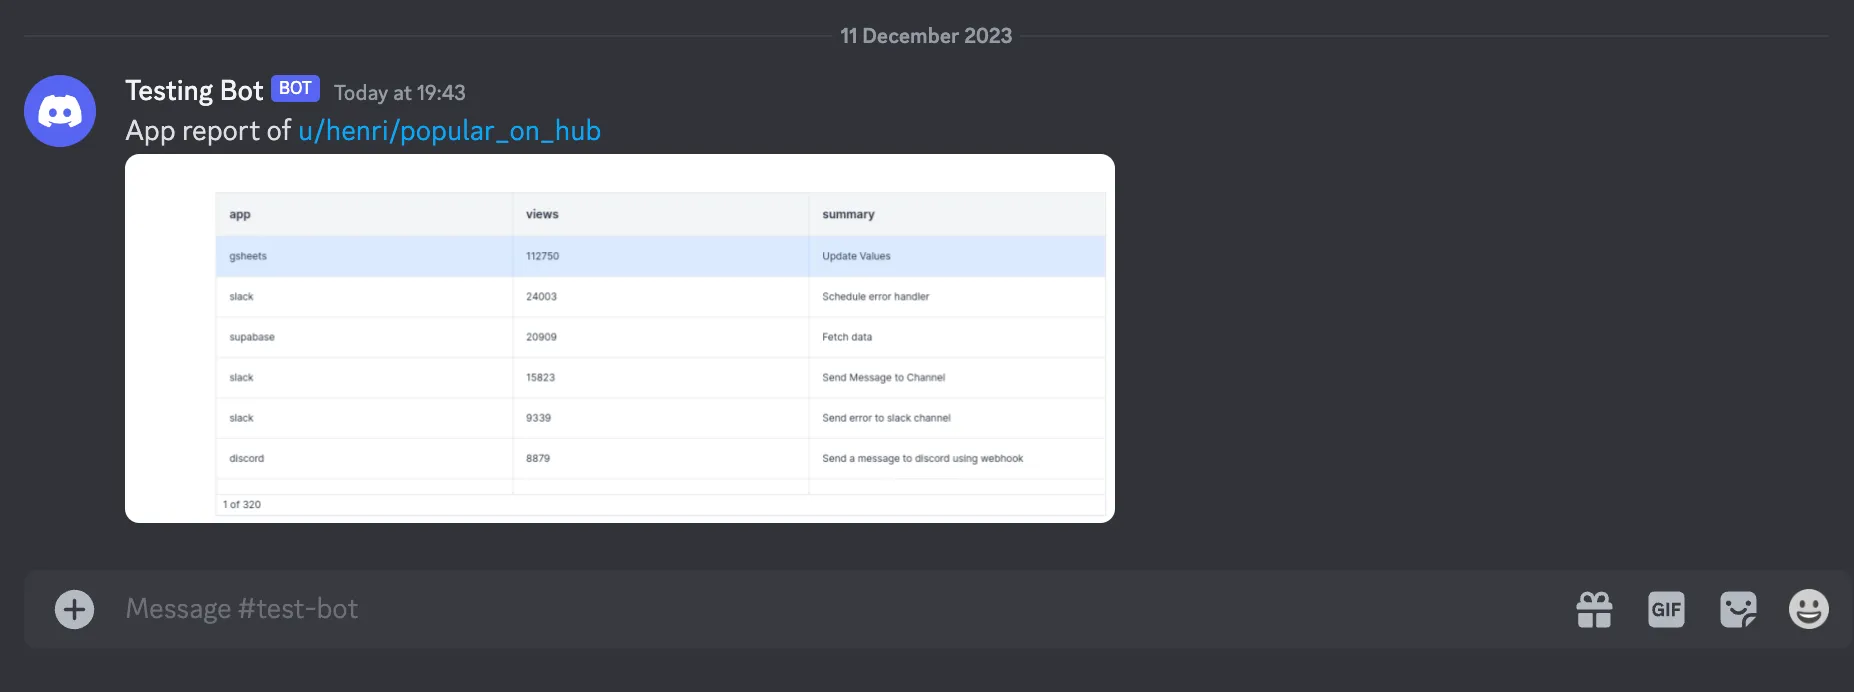 11 December 2023
Testing Bot BOT Today at 19:43
App report of u/henri/popular_on_hub
app views summary
gsheets 112750 Update Values
slack 24003 Schedule error handler
supabase 20909 Fetch data
slack 15823 Send Message to Channel
slack 9339 Send error to slack channel
discord 8879 Send a message to discord using webhook
1 of 320
Message #test-bot GIF